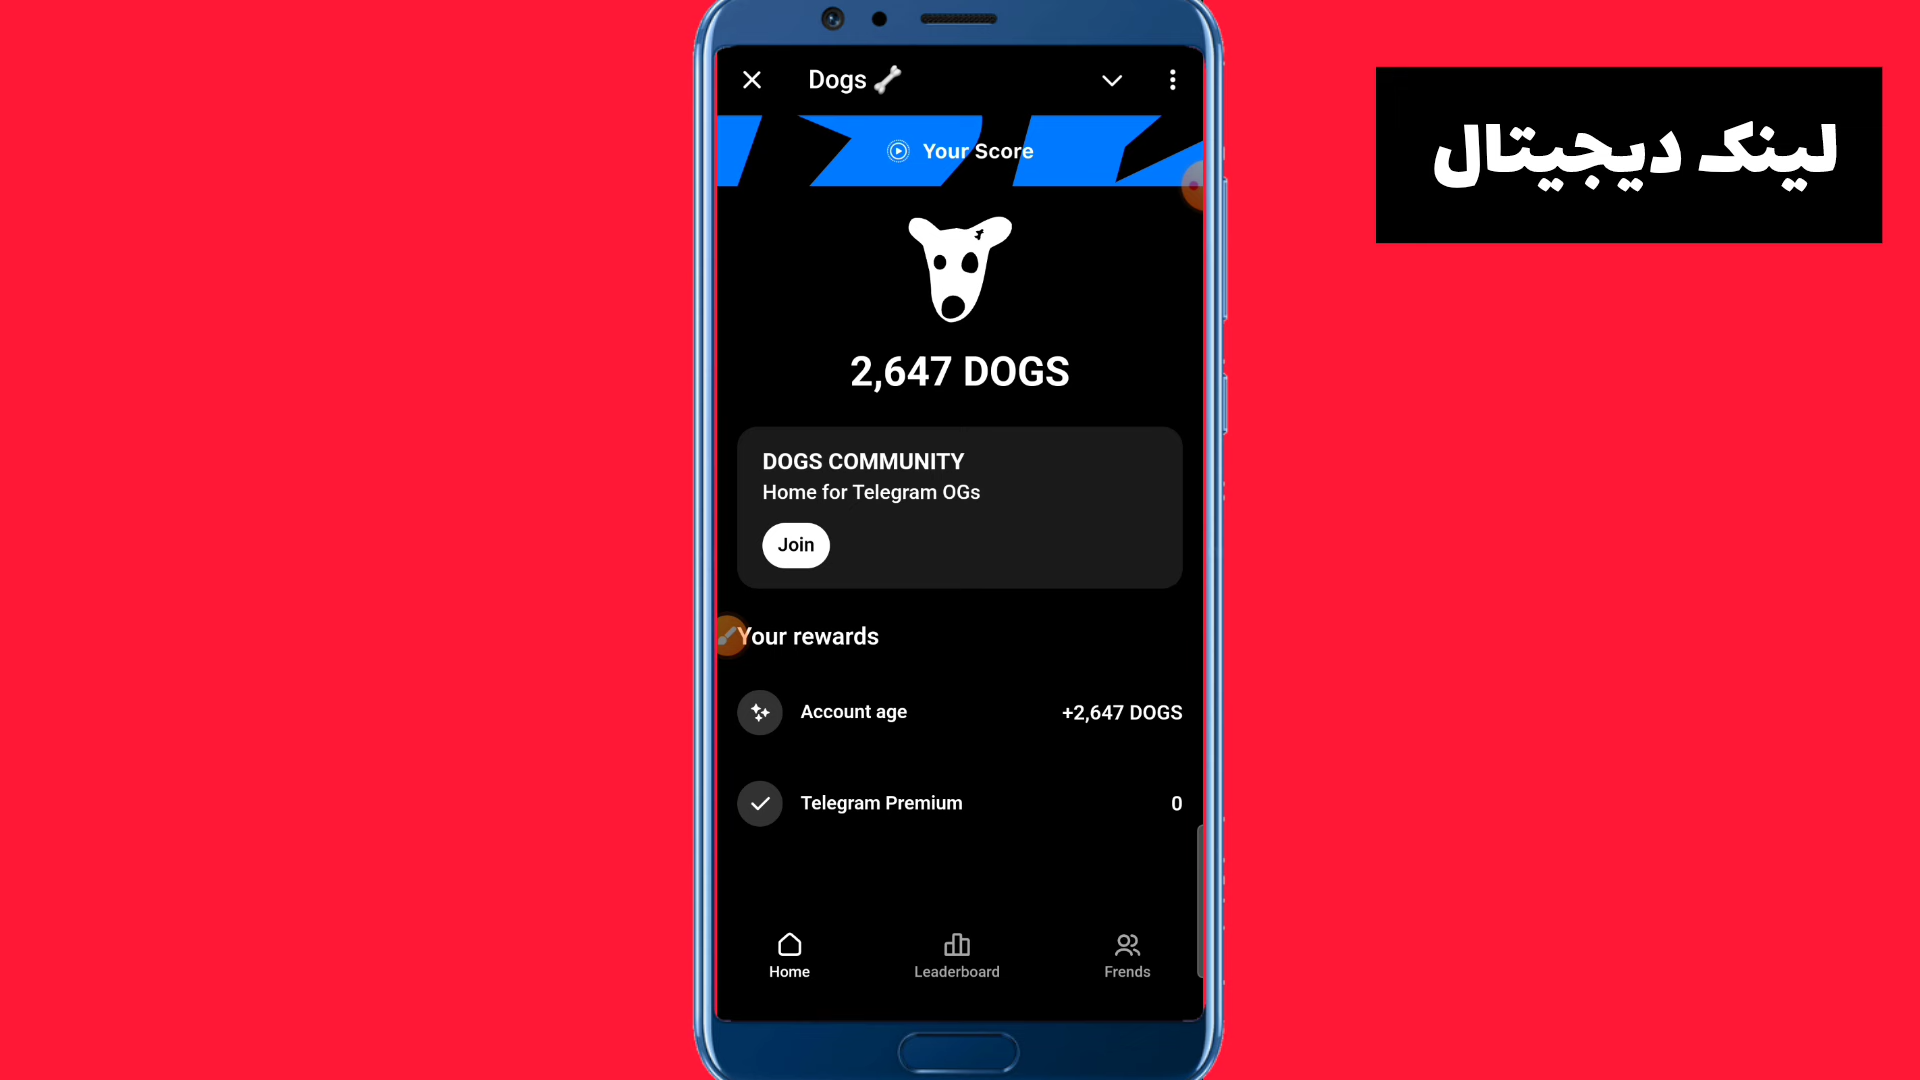 Dogs 🦴
Your Score
2,647 DOGS
DOGS COMMUNITY
Home for Telegram OGs
Join
Your rewards
Account age +2,647 DOGS
Telegram Premium 0
Home Leaderboard Frends
لینک دیجیتال